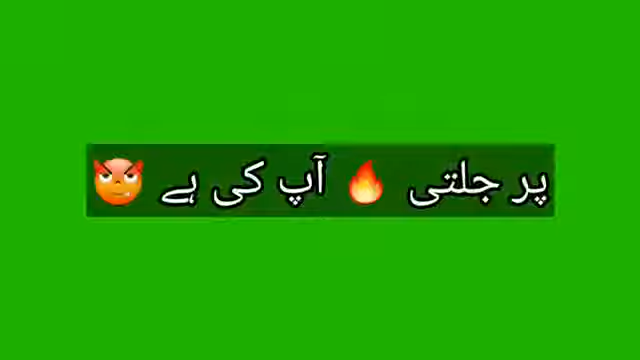 پر جلتی 🔥 آپ کی ہے 😈